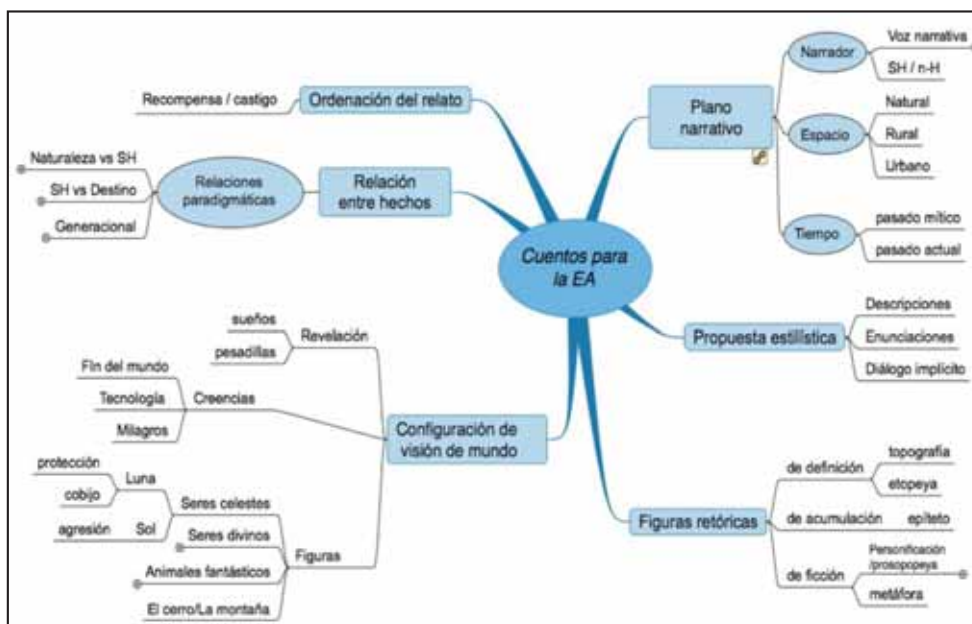 Cuentos para
la EA
Plano
narrativo
Narrador
Voz narrativa
SH / n-H
Espacio
Natural
Rural
Urbano
Tiempo
pasado mítico
pasado actual
Propuesta estilística
Descripciones
Enunciaciones
Diálogo implícito
Figuras retóricas
de definición
topografía
etopeya
de acumulación
epíteto
de ficción
Personificación
/prosopopeya
metáfora
Ordenación del relato
Recompensa / castigo
Relación
entre hechos
Relaciones
paradigmáticas
Naturaleza vs SH
SH vs Destino
Generacional
Configuración de
visión de mundo
Revelación
sueños
pesadillas
Creencias
FIn del mundo
Tecnología
Milagros
Figuras
Seres celestes
Luna
protección
cobijo
Sol
agresión
Seres divinos
Animales fantásticos
El cerro/La montaña